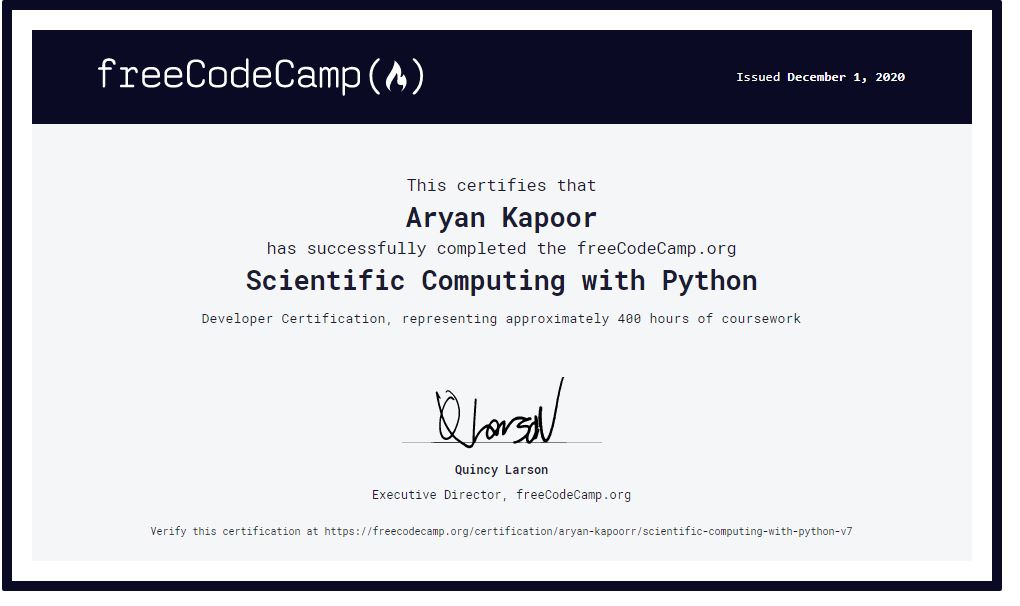 freeCodeCamp(🔥)
Issued December 1, 2020
This certifies that
Aryan Kapoor
has successfully completed the freeCodeCamp.org
Scientific Computing with Python
Developer Certification, representing approximately 400 hours of coursework
QLarson
Quincy Larson
Executive Director, freeCodeCamp.org
Verify this certification at https://freecodecamp.org/certification/aryan-kapoorr/scientific-computing-with-python-v7